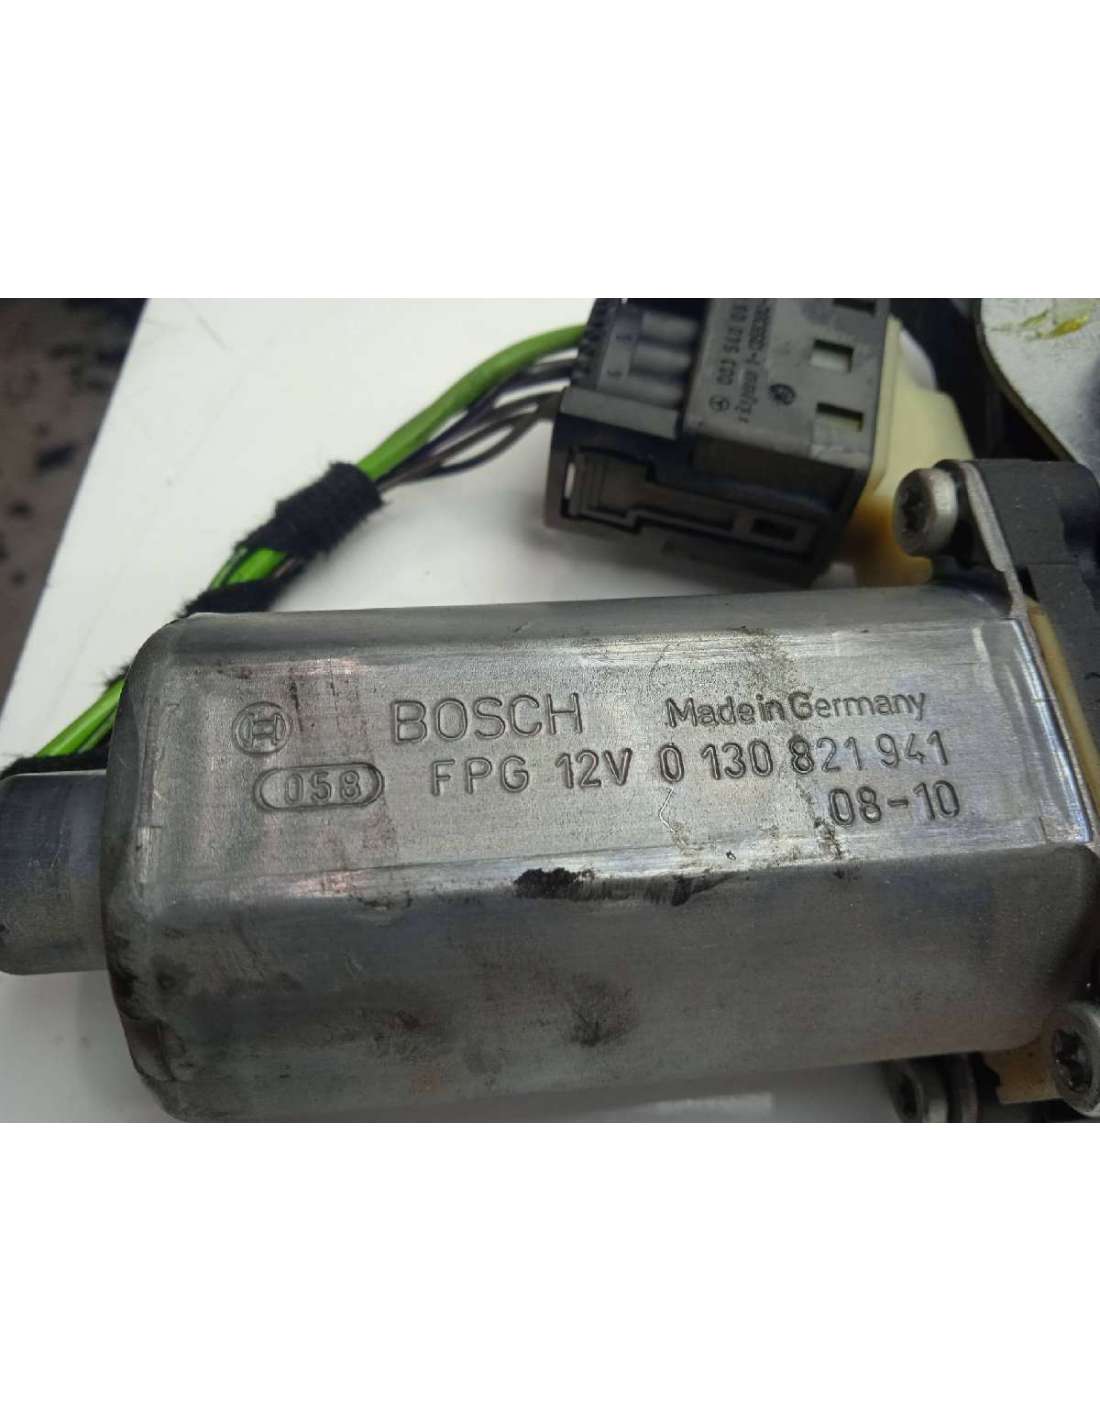 BOSCH
Made in Germany
058 FPG 12V 0 130 821 941
08-10